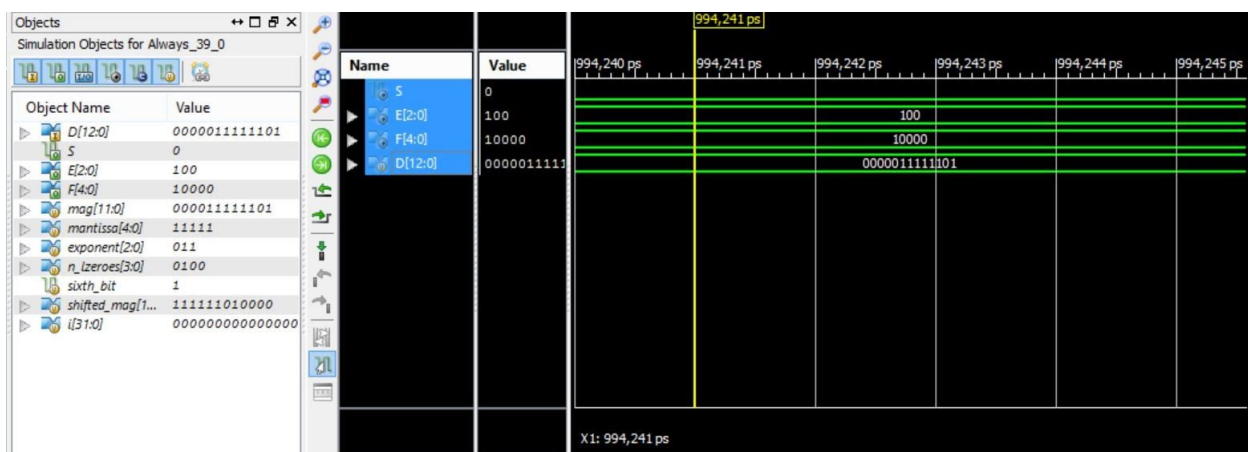 Objects
Simulation Objects for Always_39_0
Object Name Value
D[12:0] 0000011111101
S 0
E[2:0] 100
F[4:0] 10000
mag[11:0] 000011111101
mantissa[4:0] 11111
exponent[2:0] 011
n_lzeroes[3:0] 0100
sixth_bit 1
shifted_mag[1... 111111010000
i[31:0] 000000000000000
Name Value
S 0
E[2:0] 100
F[4:0] 10000
D[12:0] 0000011111
994,241 ps
994,240 ps 994,241 ps 994,242 ps 994,243 ps 994,244 ps 994,245 ps
100
10000
0000011111101
X1: 994,241 ps